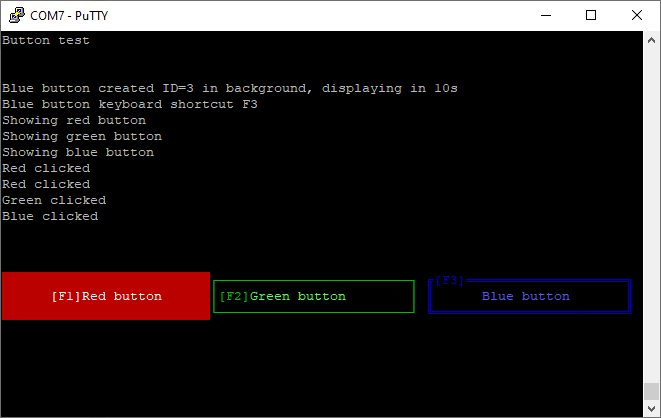 COM7 - PuTTY
Button test
Blue button created ID=3 in background, displaying in 10s
Blue button keyboard shortcut F3
Showing red button
Showing green button
Showing blue button
Red clicked
Red clicked
Green clicked
Blue clicked
[F1]Red button [F2]Green button [F3] Blue button